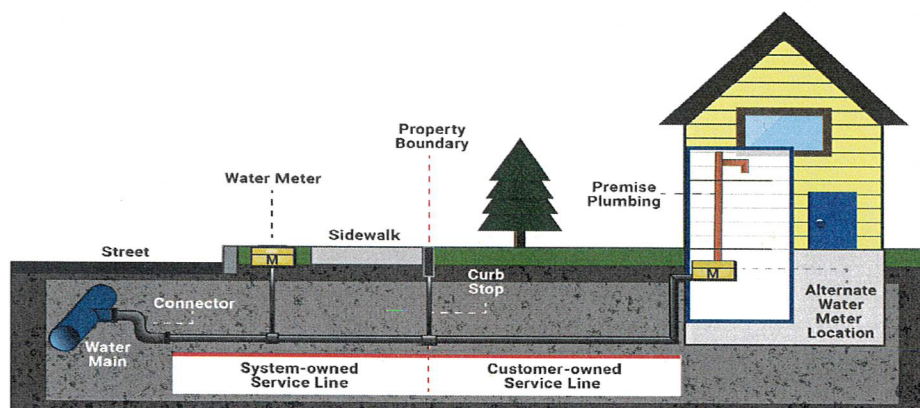 Property
Boundary
Water Meter
Premise
Plumbing
Sidewalk
Street
M
Curb
Stop
M
Connector
Alternate
Water
Meter
Location
Water
Main
System-owned
Service Line
Customer-owned
Service Line